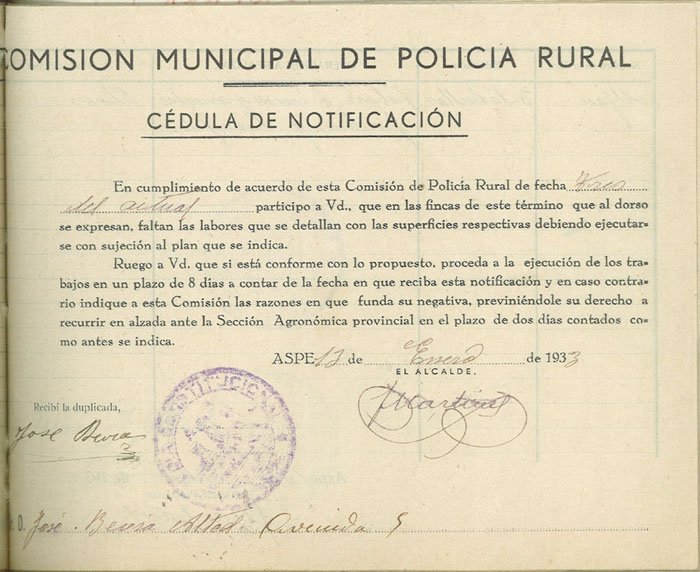 COMISION MUNICIPAL DE POLICIA RURAL
CÉDULA DE NOTIFICACIÓN
En cumplimiento de acuerdo de esta Comisión de Policía Rural de fecha Tres
del actual participo a Vd., que en las fincas de este término que al dorso
se expresan, faltan las labores que se detallan con las superficies respectivas debiendo ejecutar-
se con sujeción al plan que se indica.
Ruego a Vd. que si está conforme con lo propuesto, proceda a la ejecución de los tra-
bajos en un plazo de 8 días a contar de la fecha en que reciba esta notificación y en caso contra-
rio indique a esta Comisión las razones en que funda su negativa, previniéndole su derecho a
recurrir en alzada ante la Sección Agronómica provincial en el plazo de dos días contados co-
mo antes se indica.
ASPE 13 de Enero de 1933
EL ALCALDE.
Recibí la duplicada,
José
D. José Avenida 5